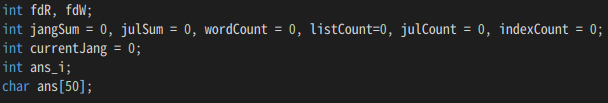 int fdR, fdW;
int jangSum = 0, julSum = 0, wordCount = 0, listCount=0, julCount = 0, indexCount = 0;
int currentJang = 0;
int ans_i;
char ans[50];